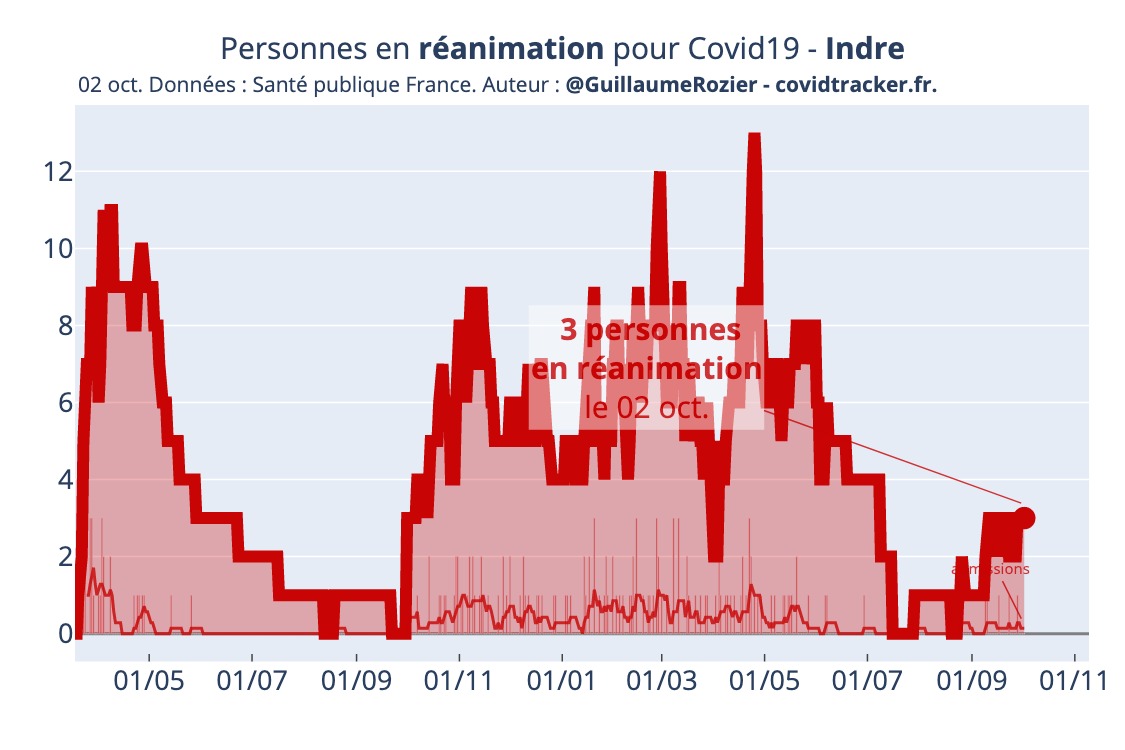 Personnes en réanimation pour Covid19 - Indre
02 oct. Données : Santé publique France. Auteur : @GuillaumeRozier - covidtracker.fr.
12
10
8
6
4
2
0
3 personnes
en réanimation
le 02 oct.
admissions
01/05 01/07 01/09 01/11 01/01 01/03 01/05 01/07 01/09 01/11